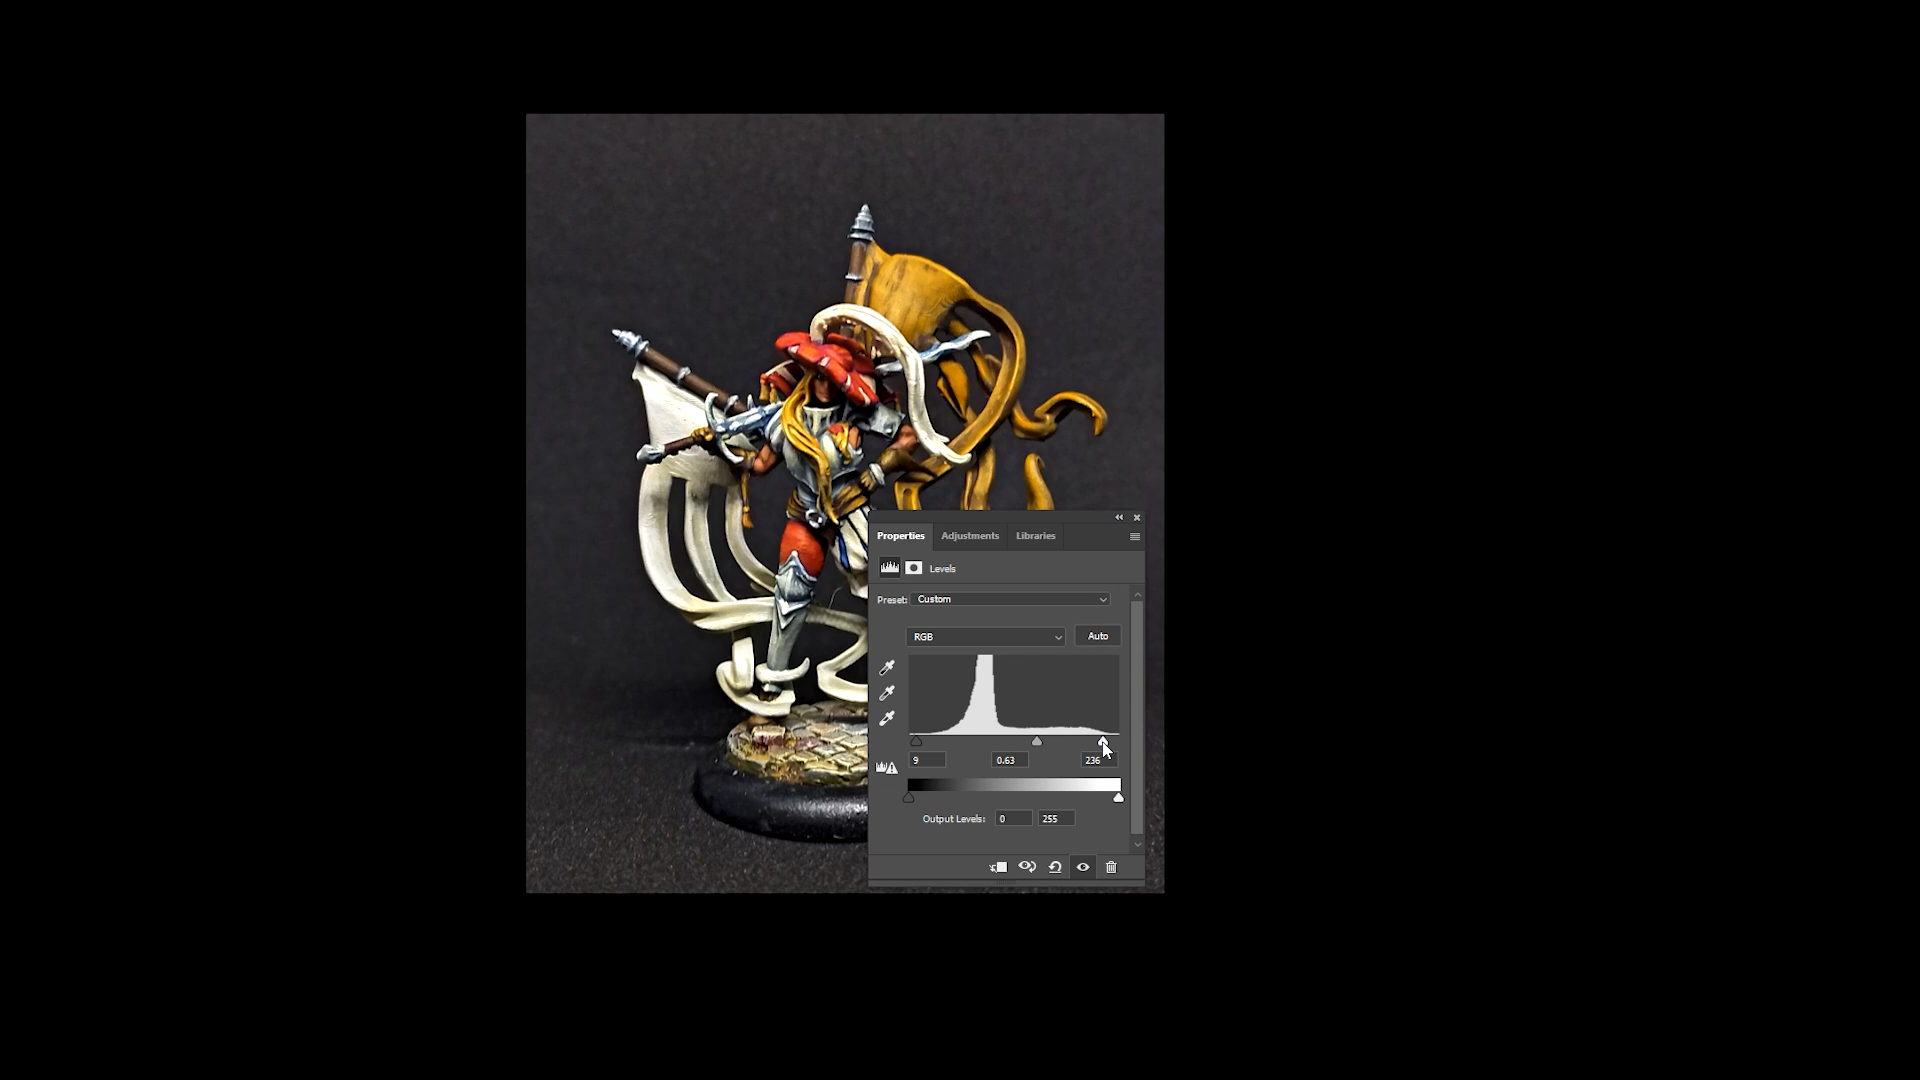 Properties Adjustments Libraries
Levels
Preset: Custom
RGB Auto
9 0.63 236
Output Levels: 0 255